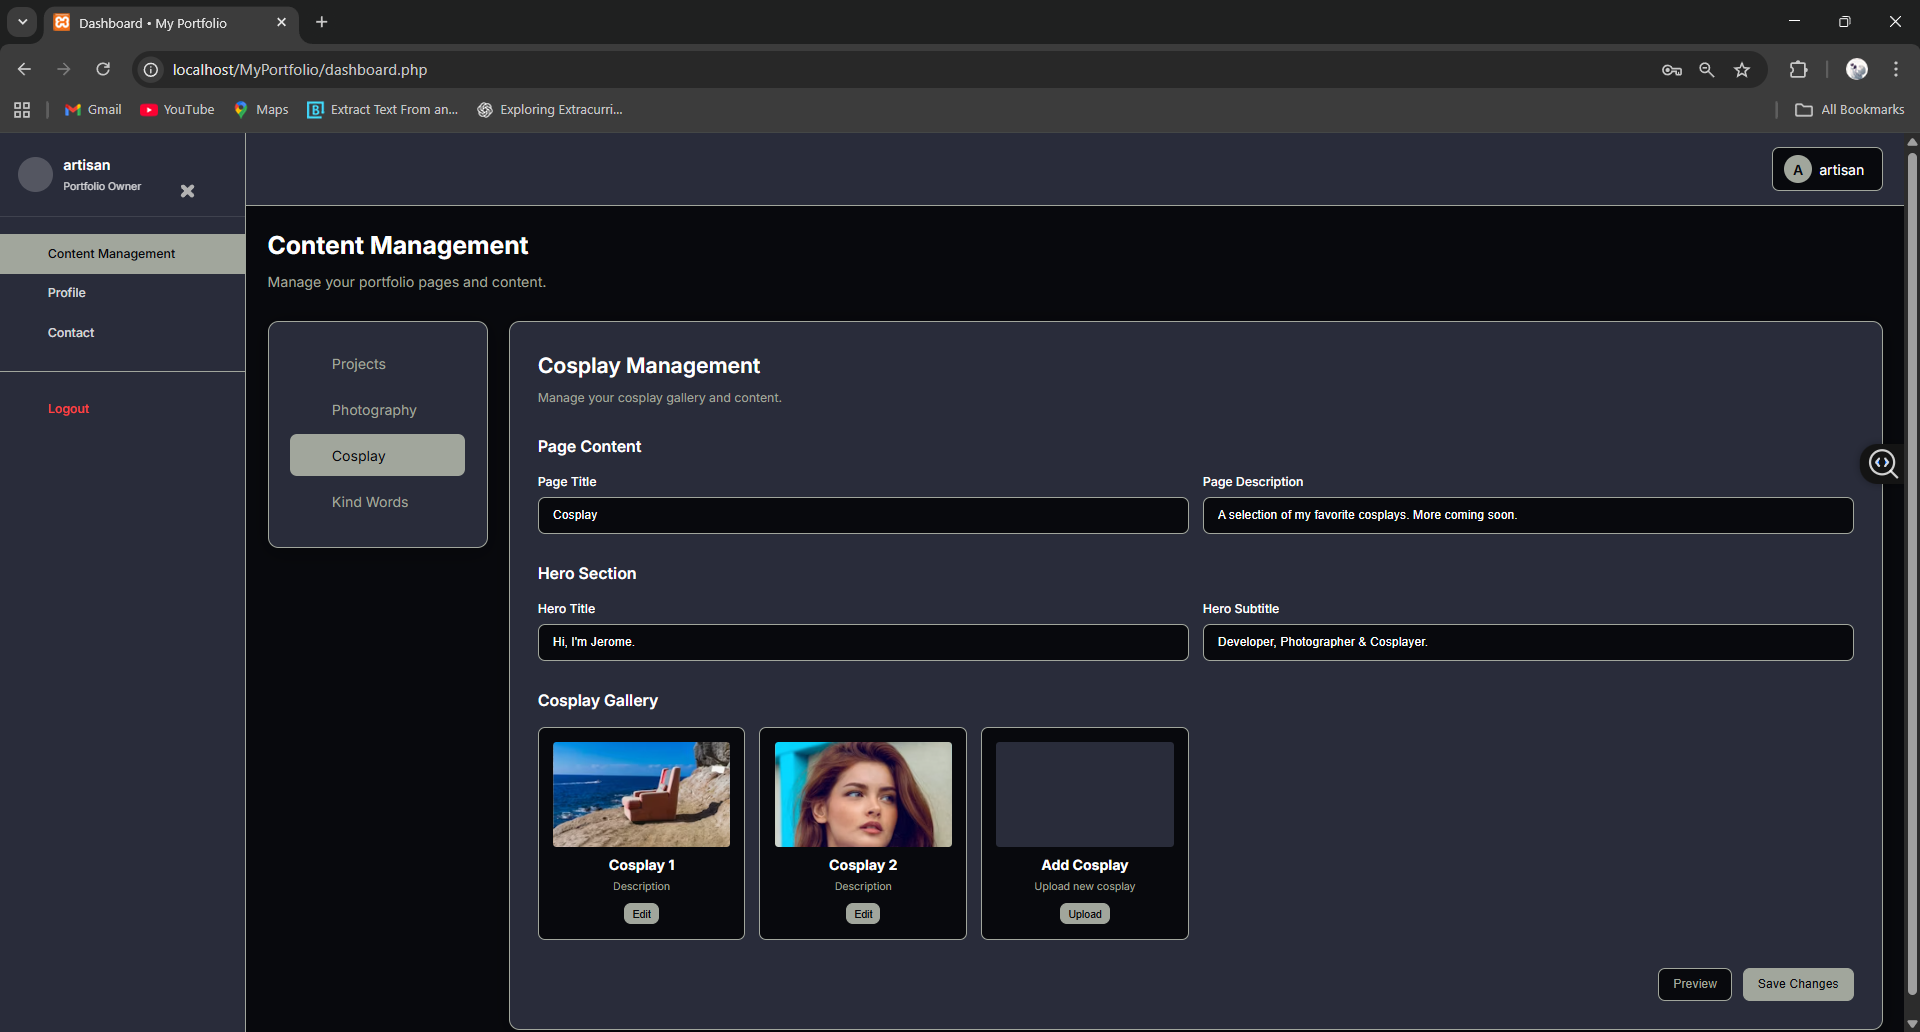 Dashboard • My Portfolio
localhost/MyPortfolio/dashboard.php
Gmail
YouTube
Maps
Extract Text From an...
Exploring Extracurri...
All Bookmarks
artisan
Portfolio Owner
A
artisan
Content Management
Profile
Contact
Logout
Content Management
Manage your portfolio pages and content.
Projects
Photography
Cosplay
Kind Words
Cosplay Management
Manage your cosplay gallery and content.
Page Content
Page Title
Page Description
Cosplay
A selection of my favorite cosplays. More coming soon.
Hero Section
Hero Title
Hero Subtitle
Hi, I'm Jerome.
Developer, Photographer & Cosplayer.
Cosplay Gallery
Cosplay 1
Description
Edit
Cosplay 2
Description
Edit
Add Cosplay
Upload new cosplay
Upload
Preview
Save Changes